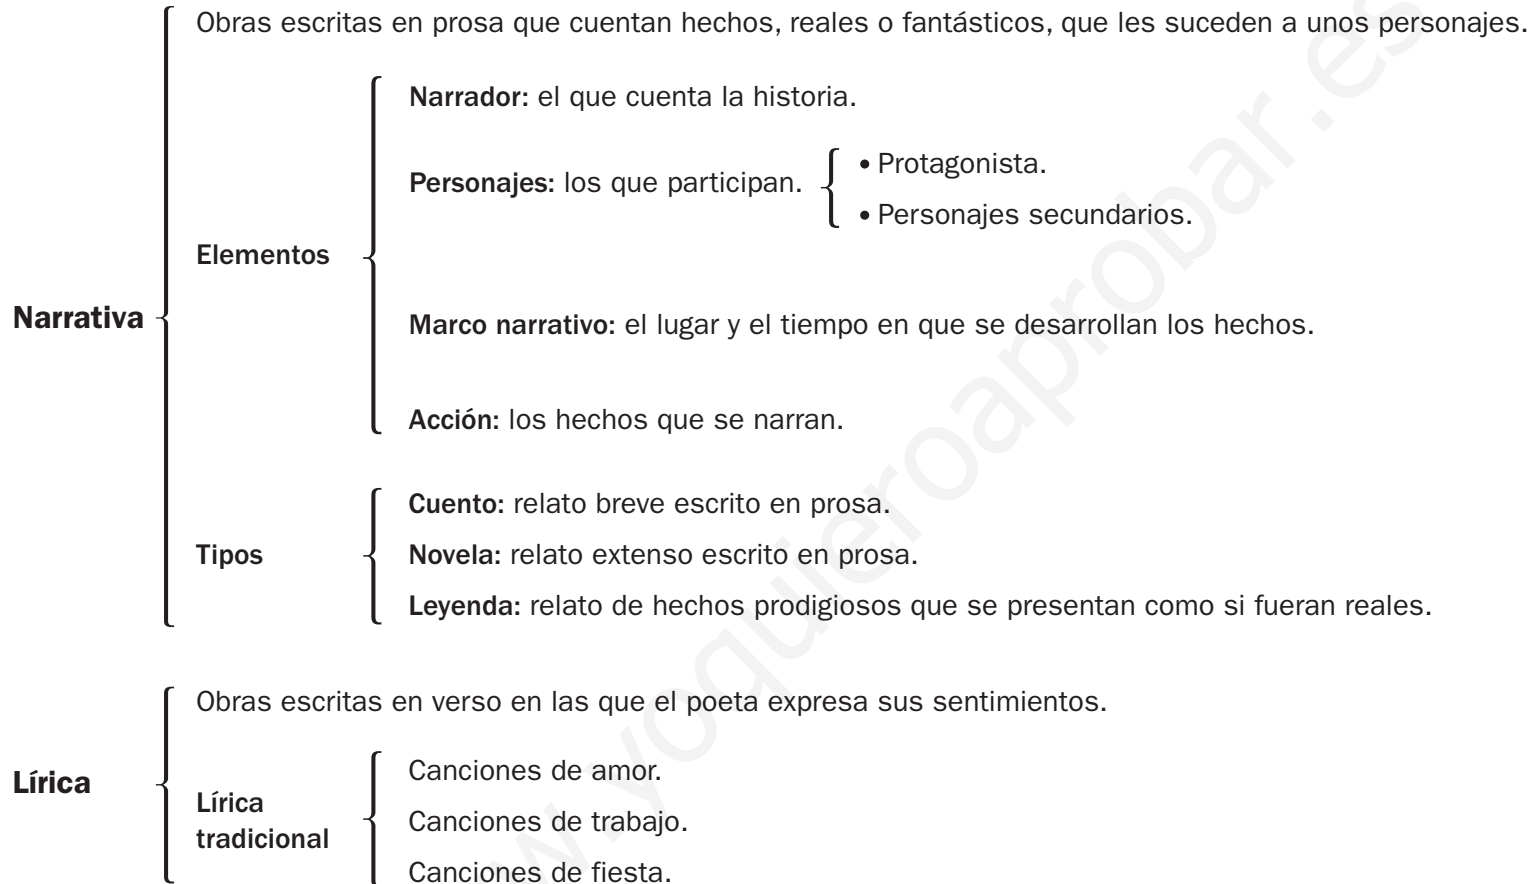 Obras escritas en prosa que cuentan hechos, reales o fantásticos, que les suceden a unos personajes.
Narrador: el que cuenta la historia.
Personajes: los que participan.
• Protagonista.
• Personajes secundarios.
Elementos
Narrativa
Marco narrativo: el lugar y el tiempo en que se desarrollan los hechos.
Acción: los hechos que se narran.
Tipos
Cuento: relato breve escrito en prosa.
Novela: relato extenso escrito en prosa.
Leyenda: relato de hechos prodigiosos que se presentan como si fueran reales.
Lírica
Obras escritas en verso en las que el poeta expresa sus sentimientos.
Lírica
tradicional
Canciones de amor.
Canciones de trabajo.
Canciones de fiesta.
w.yoquieroaprobar.es